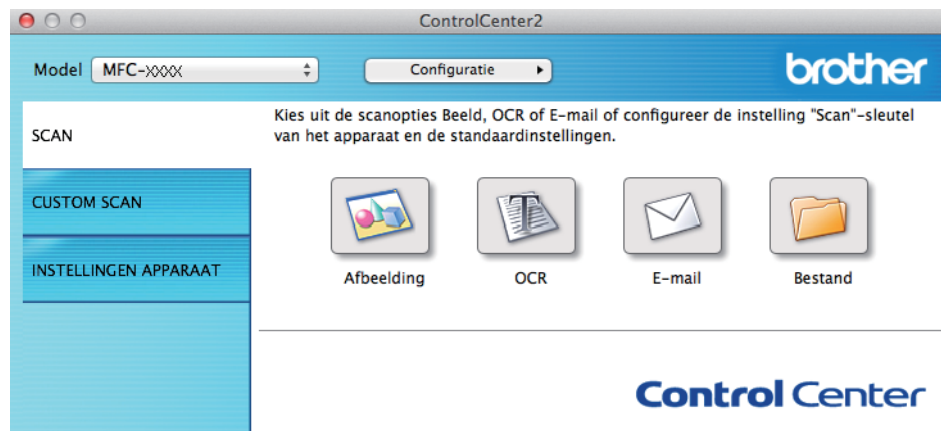 ControlCenter2
Model MFC-XXXX Configuratie brother
Kies uit de scanopties Beeld, OCR of E-mail of configureer de instelling "Scan"-sleutel
van het apparaat en de standaardinstellingen.
SCAN
CUSTOM SCAN
INSTELLINGEN APPARAAT
Afbeelding OCR E-mail Bestand
Control Center